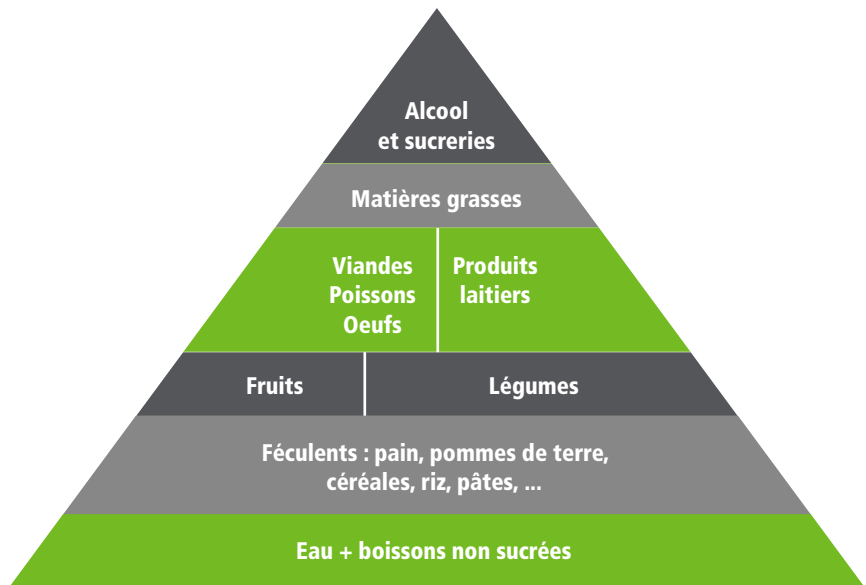 Alcool
et sucreries
Matières grasses
Viandes
Poissons
Oeufs
Produits
laitiers
Fruits
Légumes
Féculents : pain, pommes de terre,
céréales, riz, pâtes, ...
Eau + boissons non sucrées